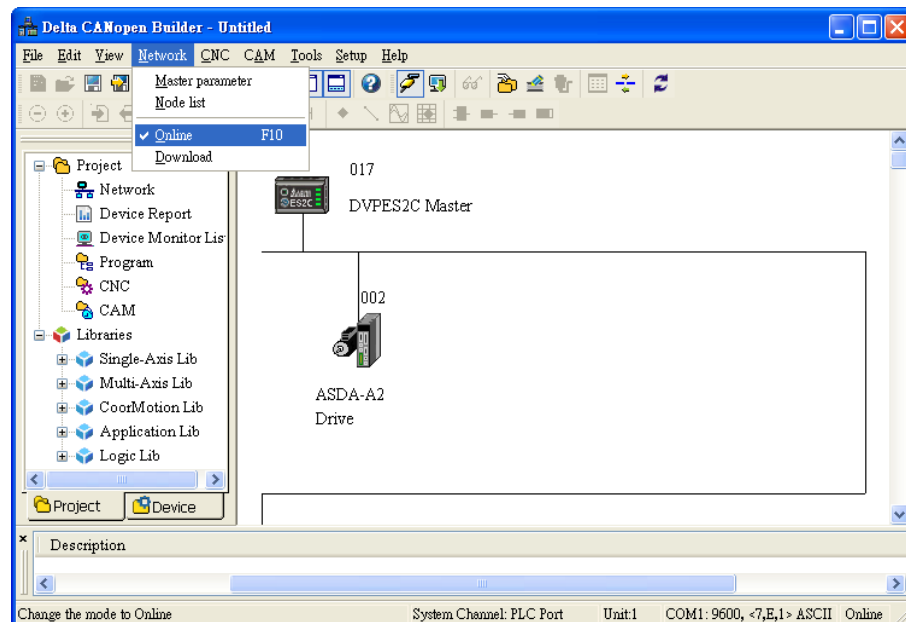 Delta CANopen Builder - Untitled
File Edit View Network CNC CAM Tools Setup Help
Master parameter
Node list
Online F10
Download
Project
Network
Device Report
Device Monitor Lis
Program
CNC
CAM
Libraries
Single-Axis Lib
Multi-Axis Lib
CoorMotion Lib
Application Lib
Logic Lib
Project Device
017
ES2C
DVPES2C Master
002
ASDA-A2
Drive
Description
Change the mode to Online System Channel: PLC Port Unit:1 COM1: 9600, <7,E,1> ASCII Online